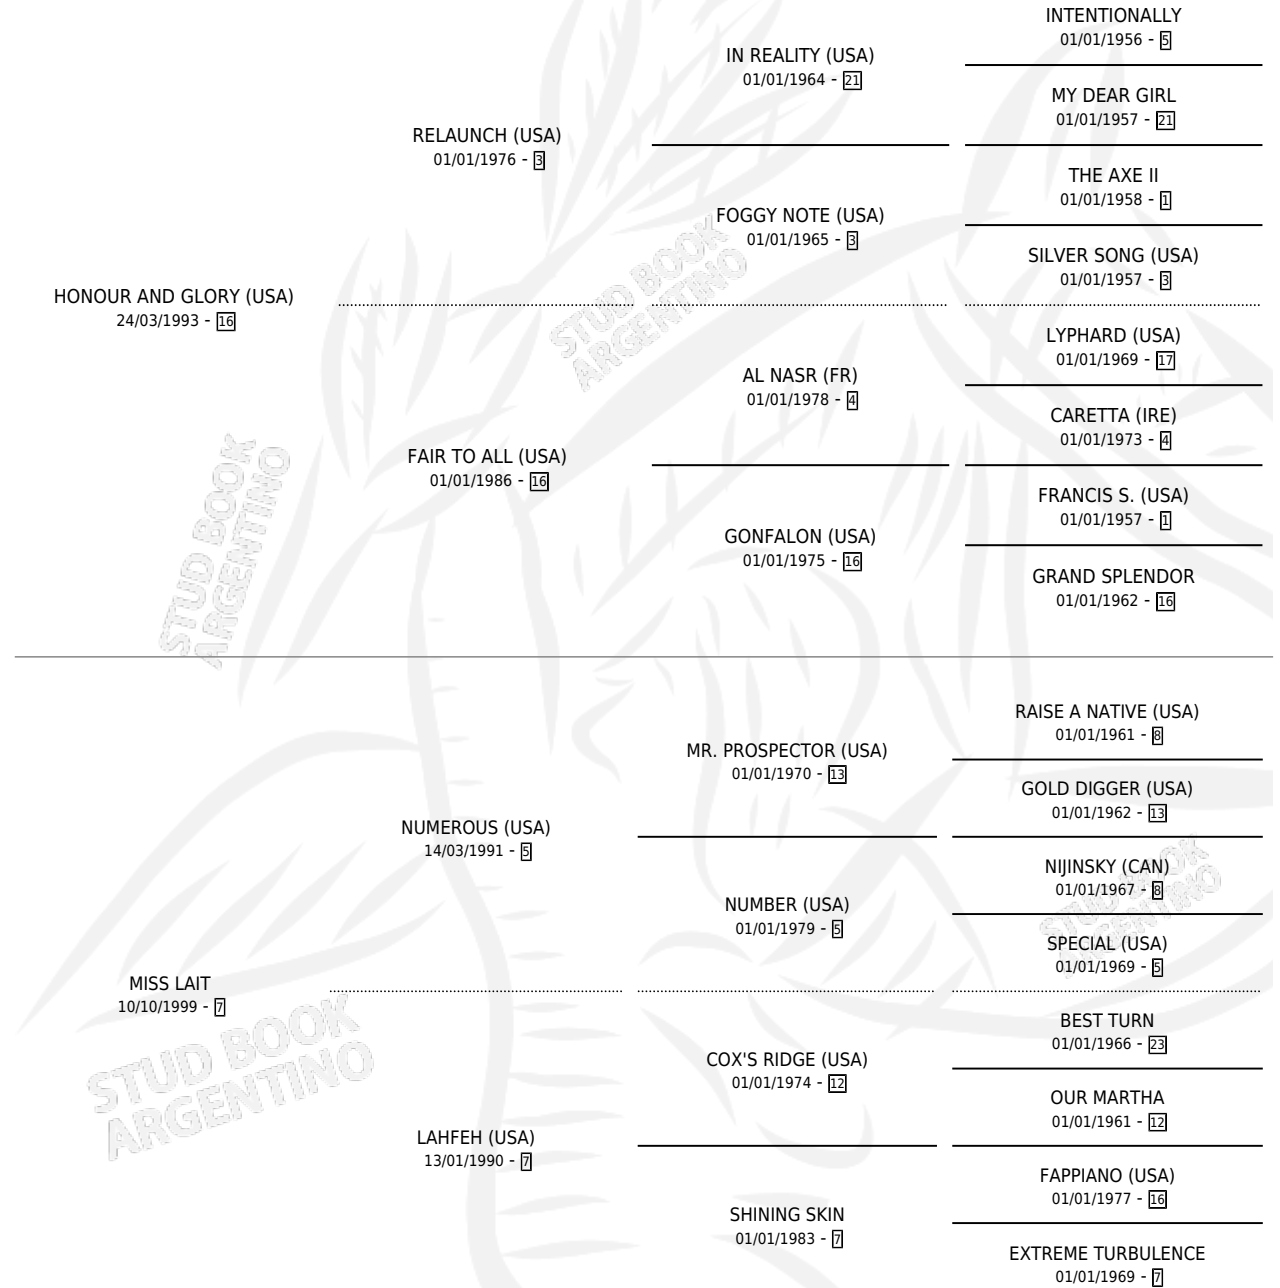 INTENTIONALLY
01/01/1956 - 5
IN REALITY (USA)
01/01/1964 - 21
MY DEAR GIRL
01/01/1957 - 21
RELAUNCH (USA)
01/01/1976 - 3
THE AXE II
01/01/1958 - 1
FOGGY NOTE (USA)
01/01/1965 - 3
SILVER SONG (USA)
01/01/1957 - 3
HONOUR AND GLORY (USA)
24/03/1993 - 16
LYPHARD (USA)
01/01/1969 - 17
AL NASR (FR)
01/01/1978 - 4
CARETTA (IRE)
01/01/1973 - 4
FAIR TO ALL (USA)
01/01/1986 - 16
FRANCIS S. (USA)
01/01/1957 - 1
GONFALON (USA)
01/01/1975 - 16
GRAND SPLENDOR
01/01/1962 - 16
RAISE A NATIVE (USA)
01/01/1961 - 8
MR. PROSPECTOR (USA)
01/01/1970 - 13
GOLD DIGGER (USA)
01/01/1962 - 13
NUMEROUS (USA)
14/03/1991 - 5
NIJINSKY (CAN)
01/01/1967 - 8
NUMBER (USA)
01/01/1979 - 5
SPECIAL (USA)
01/01/1969 - 5
MISS LAIT
10/10/1999 - 7
BEST TURN
01/01/1966 - 23
COX'S RIDGE (USA)
01/01/1974 - 12
OUR MARTHA
01/01/1961 - 12
LAHFEH (USA)
13/01/1990 - 7
FAPPIANO (USA)
01/01/1977 - 16
SHINING SKIN
01/01/1983 - 7
EXTREME TURBULENCE
01/01/1969 - 7
STUD BOOK
ARGENTINO
STUD BOOK
ARGENTINO
STUD BOOK
ARGENTINO
STUD BOOK
ARGENTINO